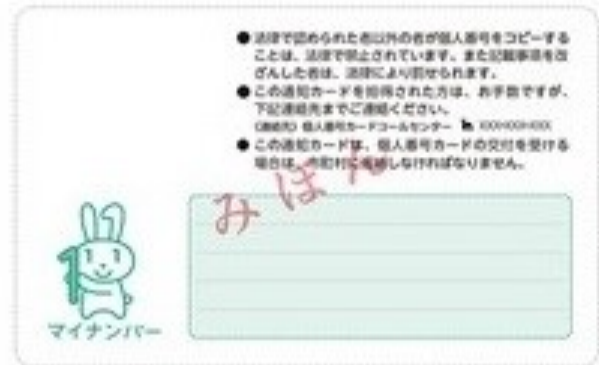 ● 法律で認められた者以外の者が個人番号をコピーする
ことは、法律で禁止されています。また記載事項を改
ざんした者は、法律により罰せられます。
● この通知カードを拾得された方は、お手数ですが、
下記連絡先までご連絡ください。
(連絡先) 個人番号カードコールセンター XXX-XXX-XXX
● この通知カードは、個人番号カードの交付を受ける
場合は、市町村に返納しなければなりません。
みほん
マイナンバー